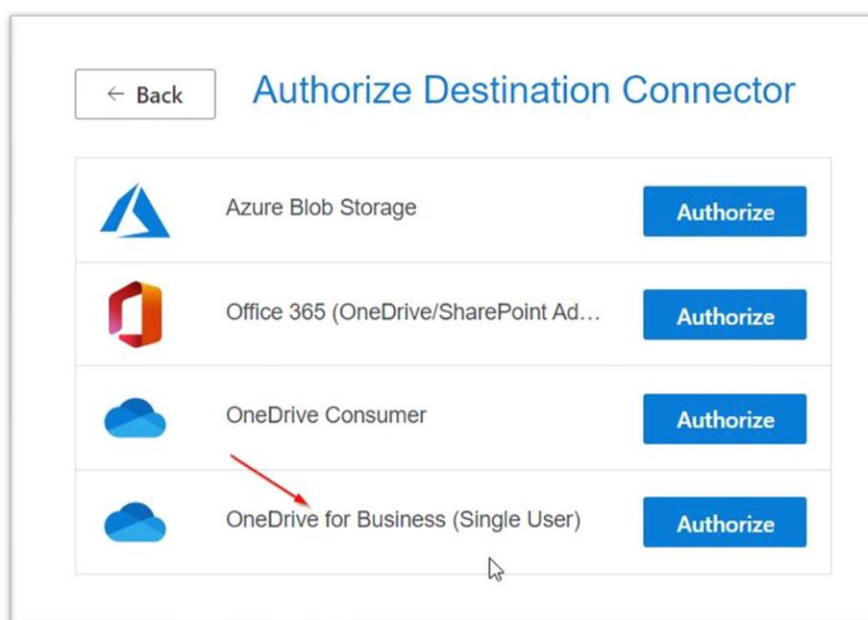 ← Back
Authorize Destination Connector
Azure Blob Storage
Authorize
Office 365 (OneDrive/SharePoint Ad...
Authorize
OneDrive Consumer
Authorize
OneDrive for Business (Single User)
Authorize